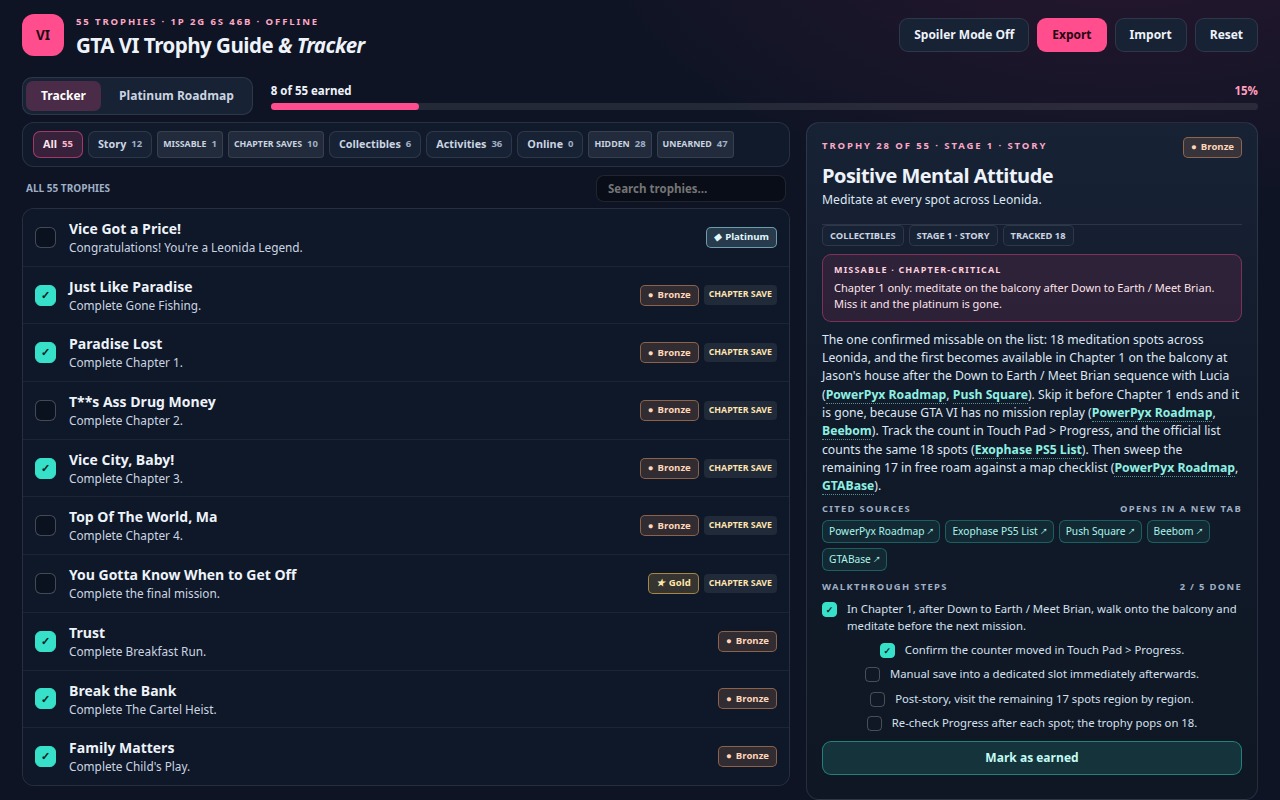 VI
55 TROPHIES · 1P 2G 6S 46B · OFFLINE
GTA VI Trophy Guide & Tracker
Spoiler Mode Off
Export
Import
Reset
Tracker
Platinum Roadmap
8 of 55 earned
15%
All 55
Story 12
MISSABLE 1
CHAPTER SAVES 10
Collectibles 6
Activities 36
Online 0
HIDDEN 28
UNEARNED 47
ALL 55 TROPHIES
Search trophies...
Vice Got a Price!
Congratulations! You're a Leonida Legend.
◆ Platinum
✓
Just Like Paradise
Complete Gone Fishing.
● Bronze
CHAPTER SAVE
✓
Paradise Lost
Complete Chapter 1.
● Bronze
CHAPTER SAVE
T**s Ass Drug Money
Complete Chapter 2.
● Bronze
CHAPTER SAVE
✓
Vice City, Baby!
Complete Chapter 3.
● Bronze
CHAPTER SAVE
Top Of The World, Ma
Complete Chapter 4.
● Bronze
CHAPTER SAVE
You Gotta Know When to Get Off
Complete the final mission.
★ Gold
CHAPTER SAVE
✓
Trust
Complete Breakfast Run.
● Bronze
✓
Break the Bank
Complete The Cartel Heist.
● Bronze
✓
Family Matters
Complete Child's Play.
● Bronze
TROPHY 28 OF 55 · STAGE 1 · STORY
● Bronze
Positive Mental Attitude
Meditate at every spot across Leonida.
COLLECTIBLES
STAGE 1 · STORY
TRACKED 18
MISSABLE · CHAPTER-CRITICAL
Chapter 1 only: meditate on the balcony after Down to Earth / Meet Brian.
Miss it and the platinum is gone.
The one confirmed missable on the list: 18 meditation spots across
Leonida, and the first becomes available in Chapter 1 on the balcony at
Jason's house after the Down to Earth / Meet Brian sequence with Lucia
(PowerPyx Roadmap, Push Square). Skip it before Chapter 1 ends and it
is gone, because GTA VI has no mission replay (PowerPyx Roadmap,
Beebom). Track the count in Touch Pad > Progress, and the official list
counts the same 18 spots (Exophase PS5 List). Then sweep the
remaining 17 in free roam against a map checklist (PowerPyx Roadmap,
GTABase).
CITED SOURCES
OPENS IN A NEW TAB
PowerPyx Roadmap ↗
Exophase PS5 List ↗
Push Square ↗
Beebom ↗
GTABase ↗
WALKTHROUGH STEPS
2 / 5 DONE
✓ In Chapter 1, after Down to Earth / Meet Brian, walk onto the balcony and
meditate before the next mission.
✓ Confirm the counter moved in Touch Pad > Progress.
Manual save into a dedicated slot immediately afterwards.
Post-story, visit the remaining 17 spots region by region.
Re-check Progress after each spot; the trophy pops on 18.
Mark as earned